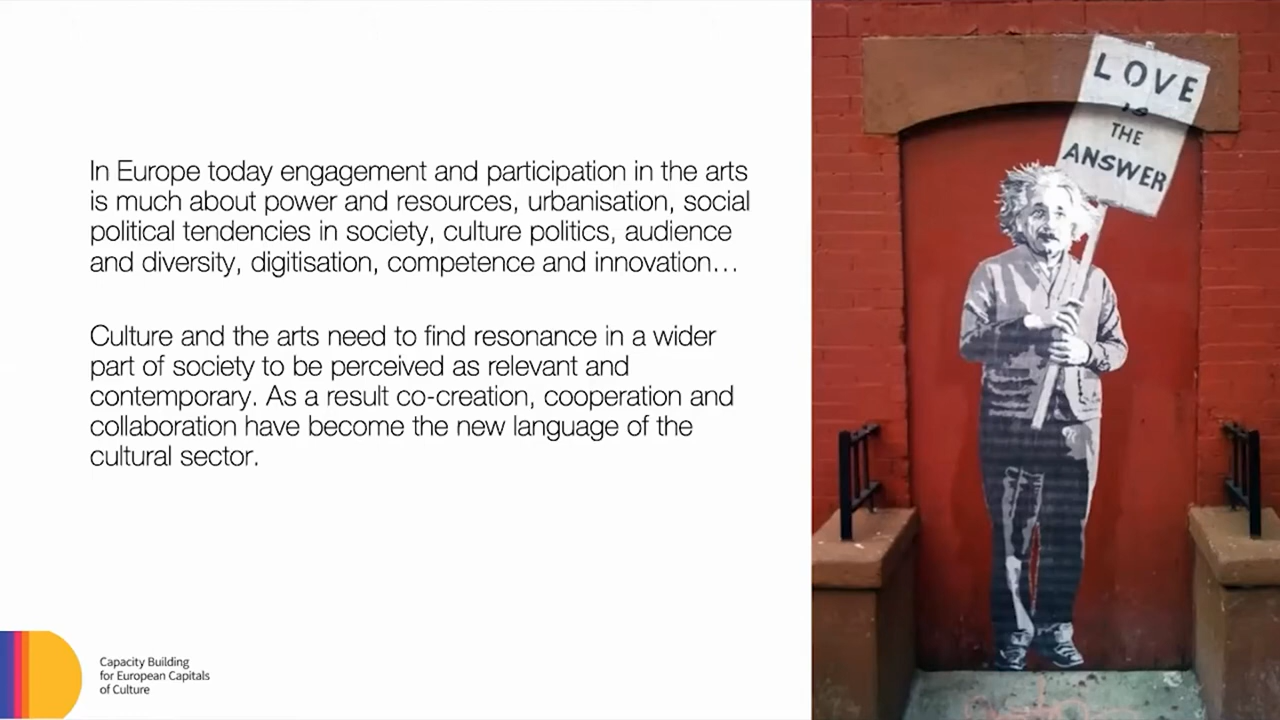 In Europe today engagement and participation in the arts
is much about power and resources, urbanisation, social
political tendencies in society, culture politics, audience
and diversity, digitisation, competence and innovation…
Culture and the arts need to find resonance in a wider
part of society to be perceived as relevant and
contemporary. As a result co-creation, cooperation and
collaboration have become the new language of the
cultural sector.
Capacity Building
for European Capitals
of Culture
LOVE
is
THE
ANSWER